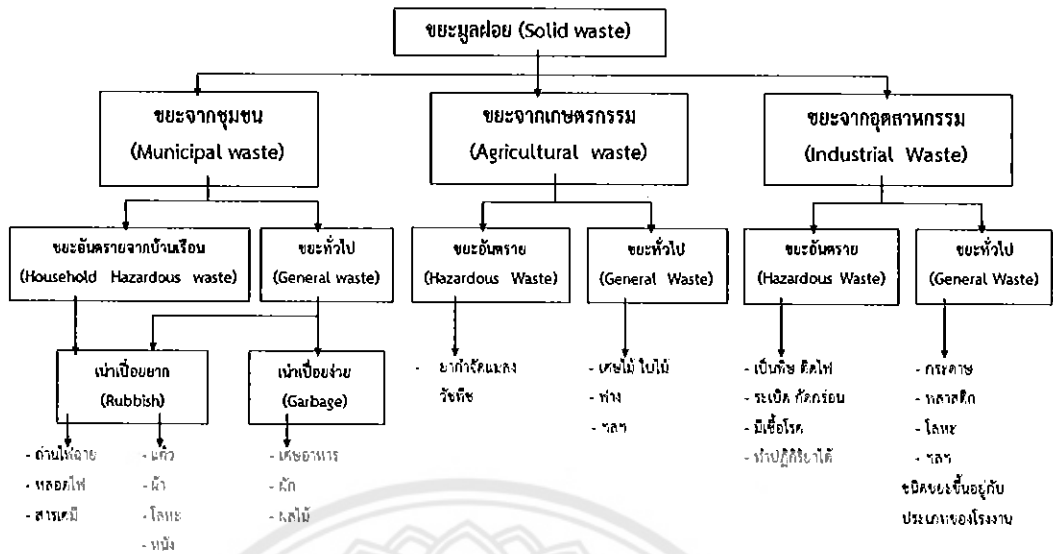 ขยะมูลฝอย (Solid waste)
ขยะจากชุมชน
(Municipal waste)
ขยะจากเกษตรกรรม
(Agricultural waste)
ขยะจากอุตสาหกรรม
(Industrial Waste)
ขยะอันตรายจากบ้านเรือน
(Household Hazardous waste)
ขยะทั่วไป
(General waste)
ขยะอันตราย
(Hazardous Waste)
ขยะทั่วไป
(General Waste)
ขยะอันตราย
(Hazardous Waste)
ขยะทั่วไป
(General Waste)
เน่าเปื่อยยาก
(Rubbish)
เน่าเปื่อยง่าย
(Garbage)
- ถ่านไฟฉาย
- หลอดไฟ
- สารเคมี
- แก้ว
- ผ้า
- โลหะ
- หนัง
- เศษอาหาร
- ผัก
- ผลไม้
- ยากำจัดแมลง
วัชพืช
- เศษไม้ ใบไม้
- ฟาง
- ฯลฯ
- เป็นพิษ ติดไฟ
- ระเบิด กัดกร่อน
- มีเชื้อโรค
- ทำปฏิกิริยาได้
- กระดาษ
- พลาสติก
- โลหะ
- ฯลฯ
ชนิดขยะขึ้นอยู่กับ
ประเภทของโรงงาน